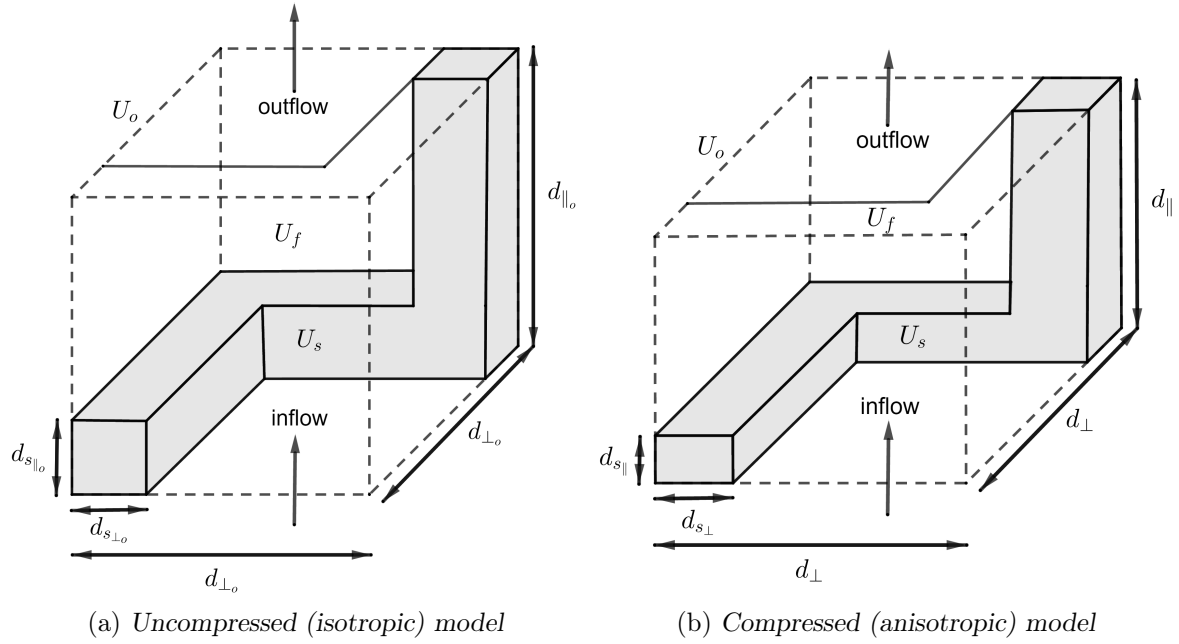 outflow
U_o
d_{∥_o}
U_f
U_s
inflow
d_{s_{∥_o}}
d_{⊥_o}
d_{s_{⊥_o}}
d_{⊥_o}
(a) Uncompressed (isotropic) model
outflow
U_o
d_∥
U_f
U_s
inflow
d_{s_∥}
d_⊥
d_{s_⊥}
d_⊥
(b) Compressed (anisotropic) model